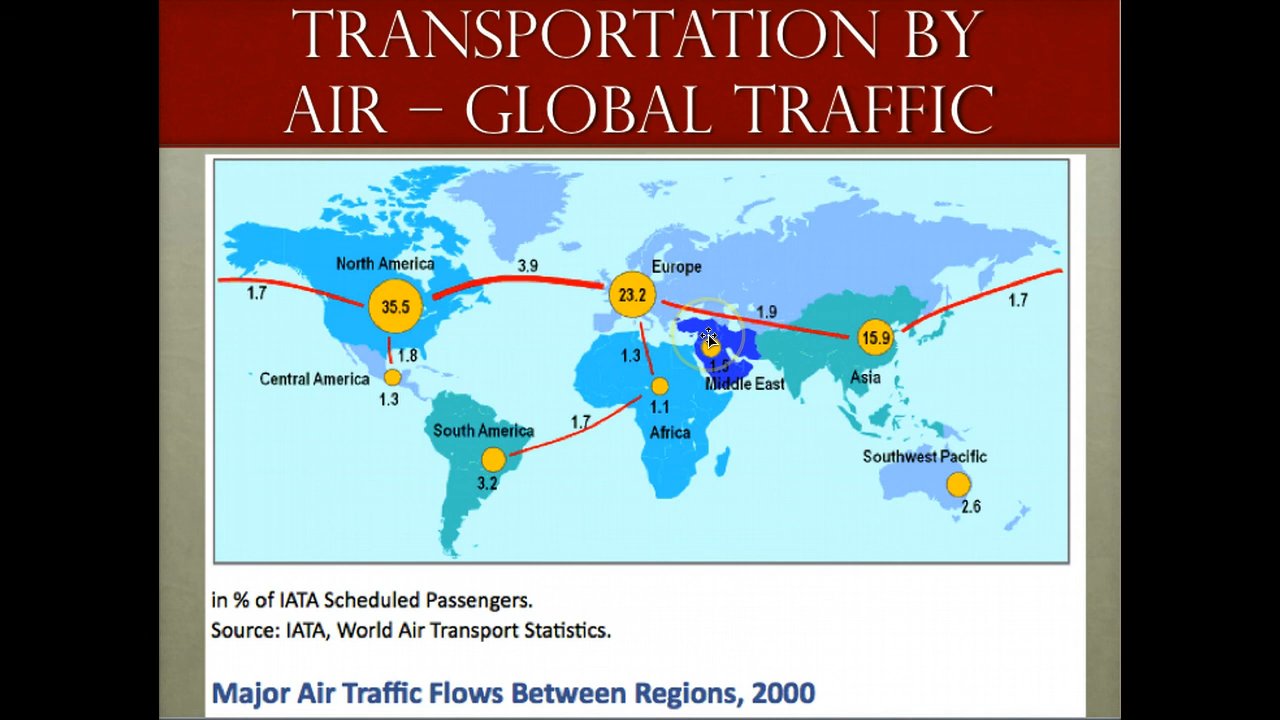 TRANSPORTATION BY
AIR – GLOBAL TRAFFIC
North America
35.5
1.7
3.9
Europe
23.2
1.9
1.7
15.9
Asia
1.8
Central America
1.3
1.3
1.5
Middle East
1.1
Africa
1.7
South America
3.2
Southwest Pacific
2.6
in % of IATA Scheduled Passengers.
Source: IATA, World Air Transport Statistics.
Major Air Traffic Flows Between Regions, 2000